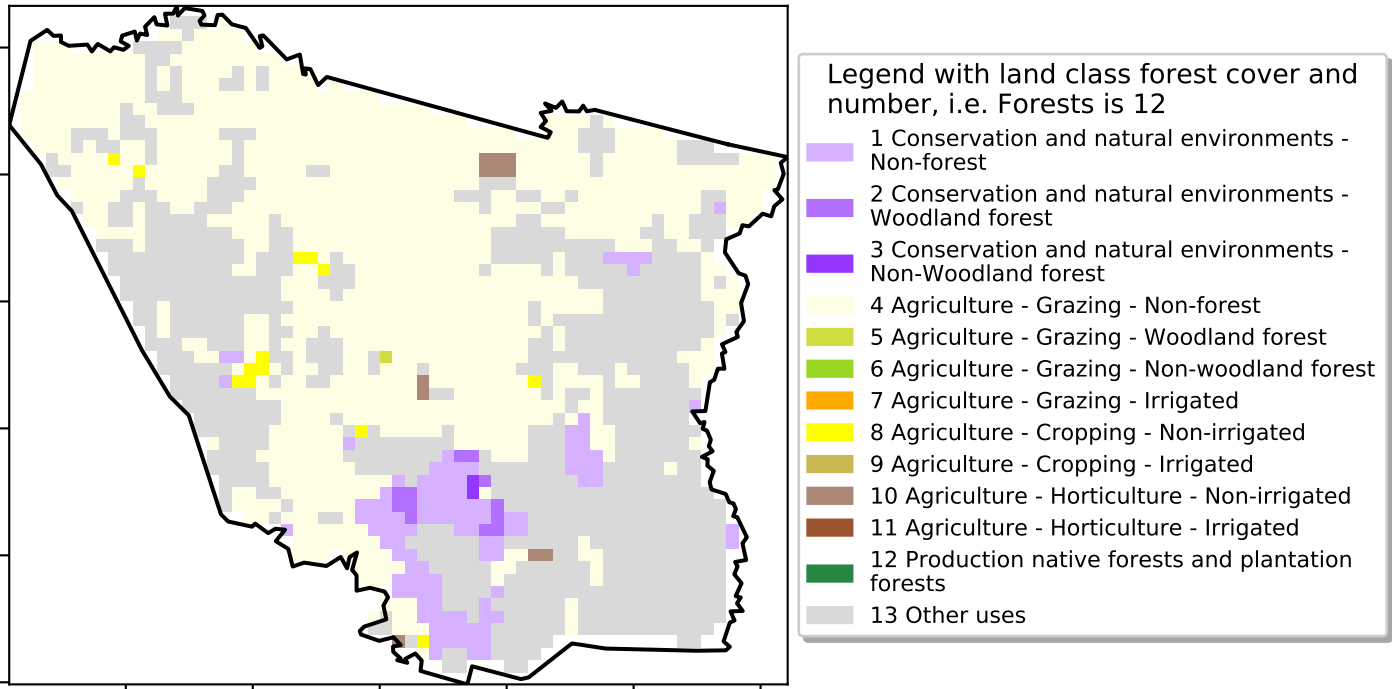 Legend with land class forest cover and
number, i.e. Forests is 12
1 Conservation and natural environments -
Non-forest
2 Conservation and natural environments -
Woodland forest
3 Conservation and natural environments -
Non-Woodland forest
4 Agriculture - Grazing - Non-forest
5 Agriculture - Grazing - Woodland forest
6 Agriculture - Grazing - Non-woodland forest
7 Agriculture - Grazing - Irrigated
8 Agriculture - Cropping - Non-irrigated
9 Agriculture - Cropping - Irrigated
10 Agriculture - Horticulture - Non-irrigated
11 Agriculture - Horticulture - Irrigated
12 Production native forests and plantation
forests
13 Other uses